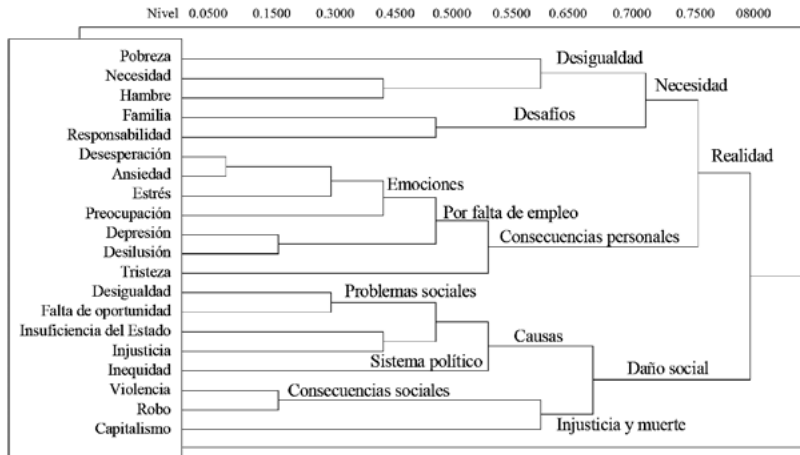 Nivel 0.0500 0.1500 0.3000 0.4500 0.5000 0.5500 0.6500 0.7000 0.7500 08000
Pobreza
Desigualdad
Necesidad
Necesidad
Hambre
Familia
Desafíos
Responsabilidad
Desesperación
Realidad
Ansiedad
Emociones
Estrés
Preocupación
Por falta de empleo
Depresión
Consecuencias personales
Desilusión
Tristeza
Desigualdad
Problemas sociales
Falta de oportunidad
Insuficiencia del Estado
Causas
Injusticia
Sistema político
Inequidad
Daño social
Violencia
Consecuencias sociales
Robo
Injusticia y muerte
Capitalismo